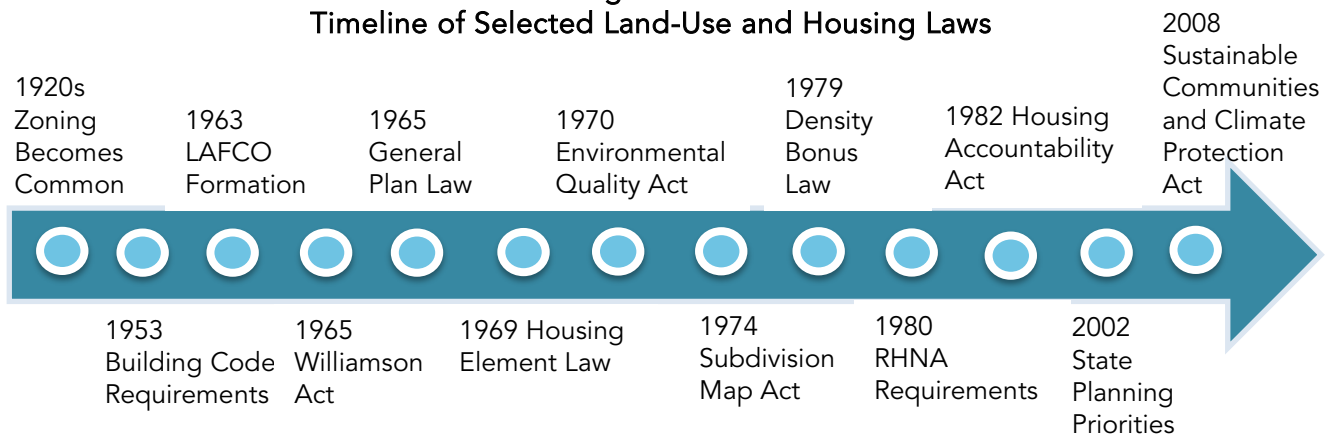 Timeline of Selected Land-Use and Housing Laws
1920s
Zoning
Becomes
Common
1953
Building Code
Requirements
1963
LAFCO
Formation
1965
Williamson
Act
1965
General
Plan Law
1969 Housing
Element Law
1970
Environmental
Quality Act
1974
Subdivision
Map Act
1979
Density
Bonus
Law
1980
RHNA
Requirements
1982 Housing
Accountability
Act
2002
State
Planning
Priorities
2008
Sustainable
Communities
and Climate
Protection
Act